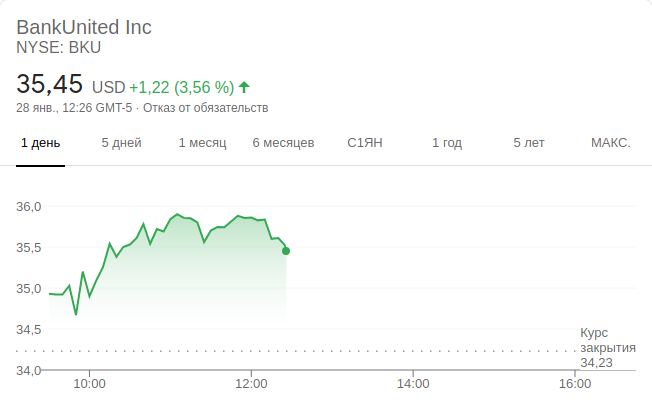 BankUnited Inc
NYSE: BKU
35,45 USD +1,22 (3,56 %)
28 янв., 12:26 GMT-5 · Отказ от обязательств
1 день 5 дней 1 месяц 6 месяцев С1ЯН 1 год 5 лет МАКС.
36,0
35,5
35,0
34,5
Курс
закрытия
34,23
34,0
10:00 12:00 14:00 16:00